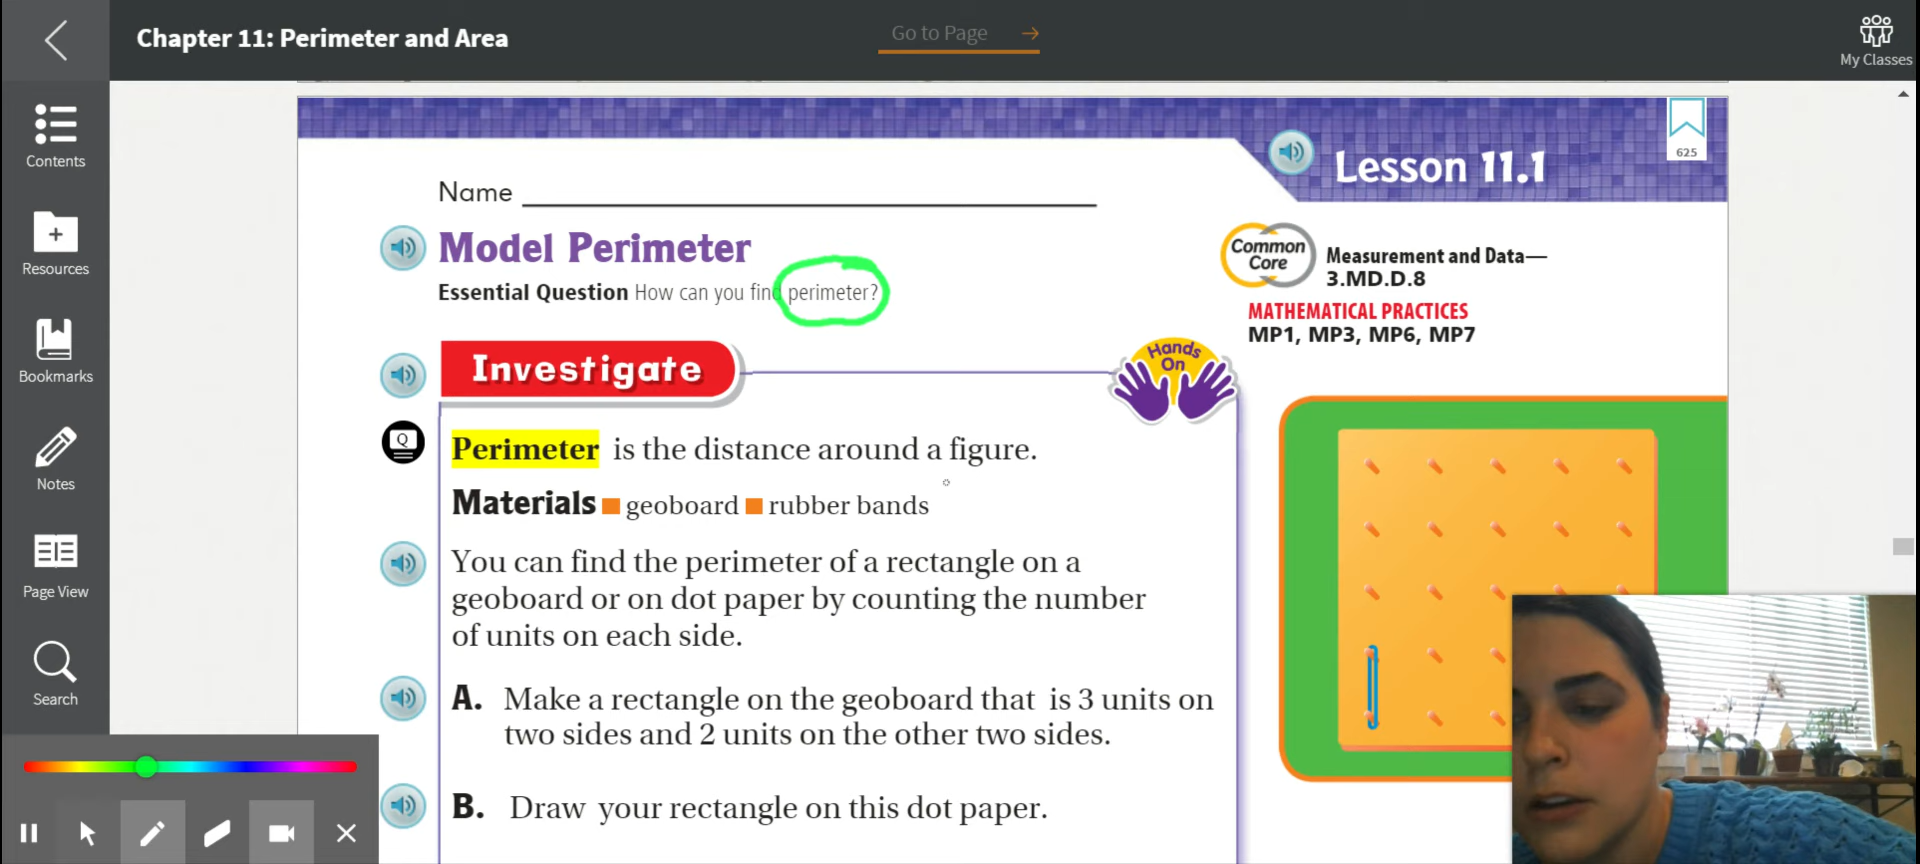 Chapter 11: Perimeter and Area
Go to Page
My Classes
Contents
Resources
Bookmarks
Notes
Page View
Search
625
Lesson 11.1
Name
Model Perimeter
Essential Question How can you find perimeter?
Common Core
Measurement and Data—
3.MD.D.8
MATHEMATICAL PRACTICES
MP1, MP3, MP6, MP7
Investigate
Hands
On
Q
Perimeter is the distance around a figure.
Materials ■ geoboard ■ rubber bands
You can find the perimeter of a rectangle on a
geoboard or on dot paper by counting the number
of units on each side.
A. Make a rectangle on the geoboard that is 3 units on
two sides and 2 units on the other two sides.
B. Draw your rectangle on this dot paper.